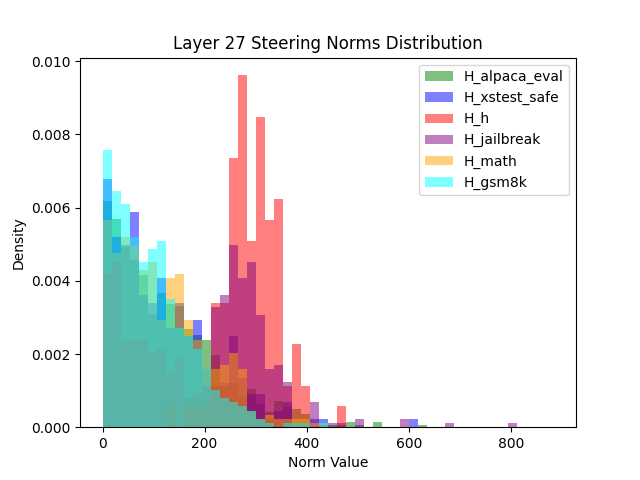 Layer 27 Steering Norms Distribution
0.010
0.008
0.006
0.004
0.002
0.000
Density
0
200
400
600
800
Norm Value
H_alpaca_eval
H_xstest_safe
H_h
H_jailbreak
H_math
H_gsm8k